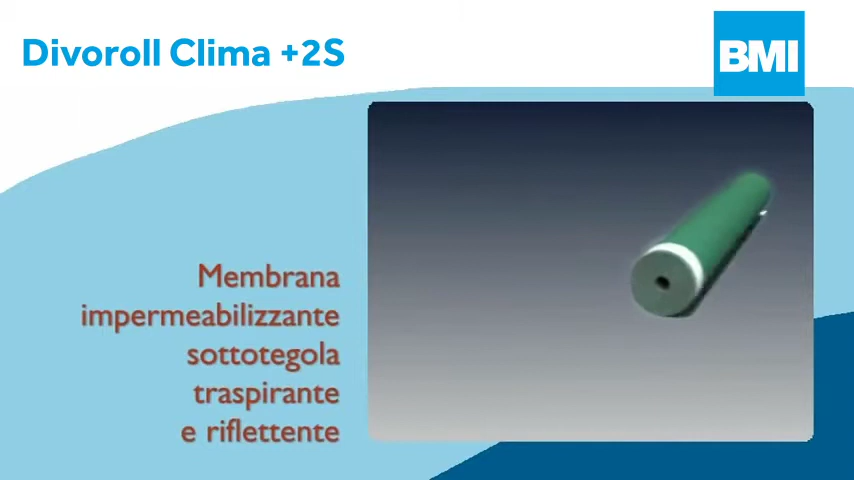 Divoroll Clima +2S
BMI
Membrana
impermeabilizzante
sottotegola
traspirante
e riflettente